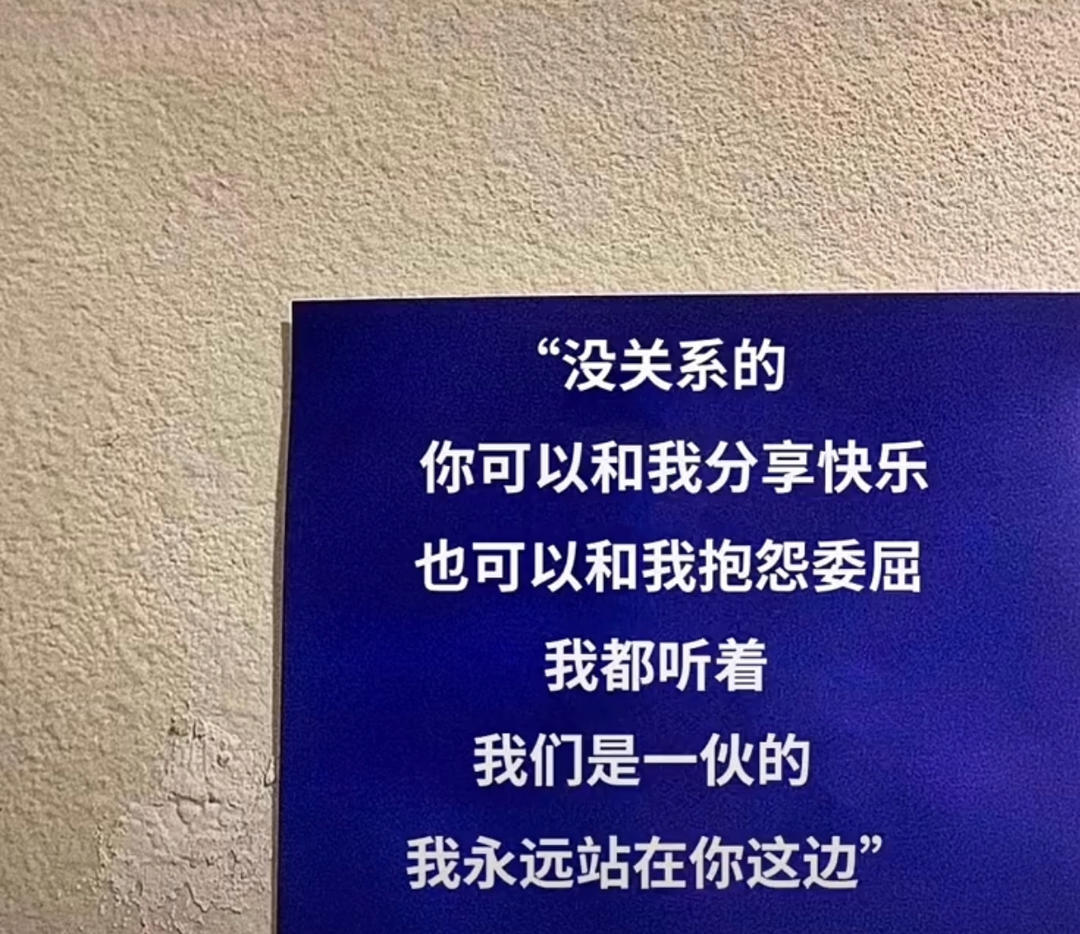 “没关系的
你可以和我分享快乐
也可以和我抱怨委屈
我都听着
我们是一伙的
我永远站在你这边”